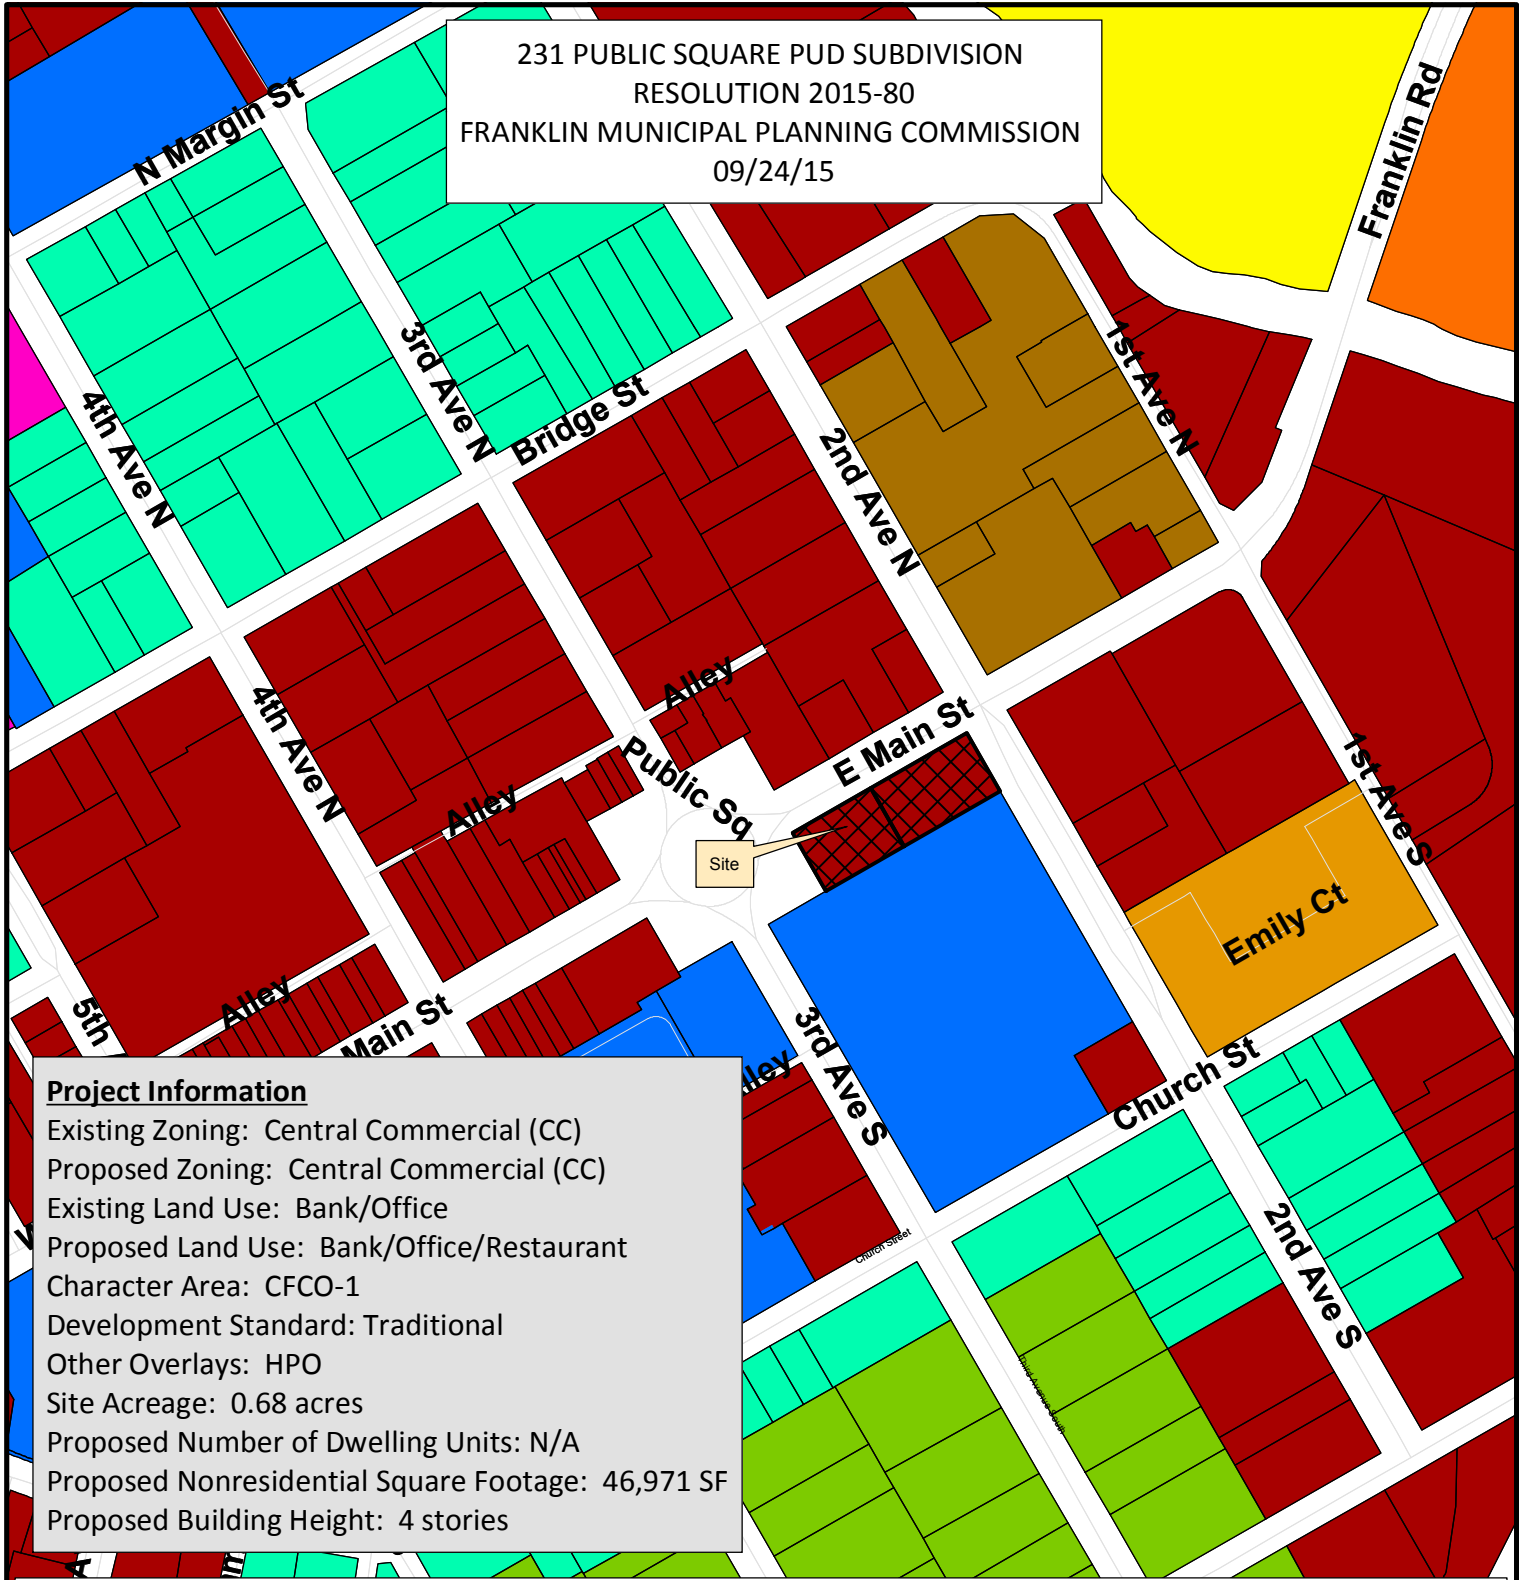 231 PUBLIC SQUARE PUD SUBDIVISION
RESOLUTION 2015-80
FRANKLIN MUNICIPAL PLANNING COMMISSION
09/24/15
N Margin St
Franklin Rd
3rd Ave N
1st Ave N
4th Ave N
Bridge St
2nd Ave N
Alley
4th Ave N
E Main St
Public Sq
Alley
1st Ave S
Site
Emily Ct
Alley
5th
Main St
3rd Ave S
Church St
2nd Ave S
Church Street
Third Avenue South
Project Information
Existing Zoning: Central Commercial (CC)
Proposed Zoning: Central Commercial (CC)
Existing Land Use: Bank/Office
Proposed Land Use: Bank/Office/Restaurant
Character Area: CFCO-1
Development Standard: Traditional
Other Overlays: HPO
Site Acreage: 0.68 acres
Proposed Number of Dwelling Units: N/A
Proposed Nonresidential Square Footage: 46,971 SF
Proposed Building Height: 4 stories